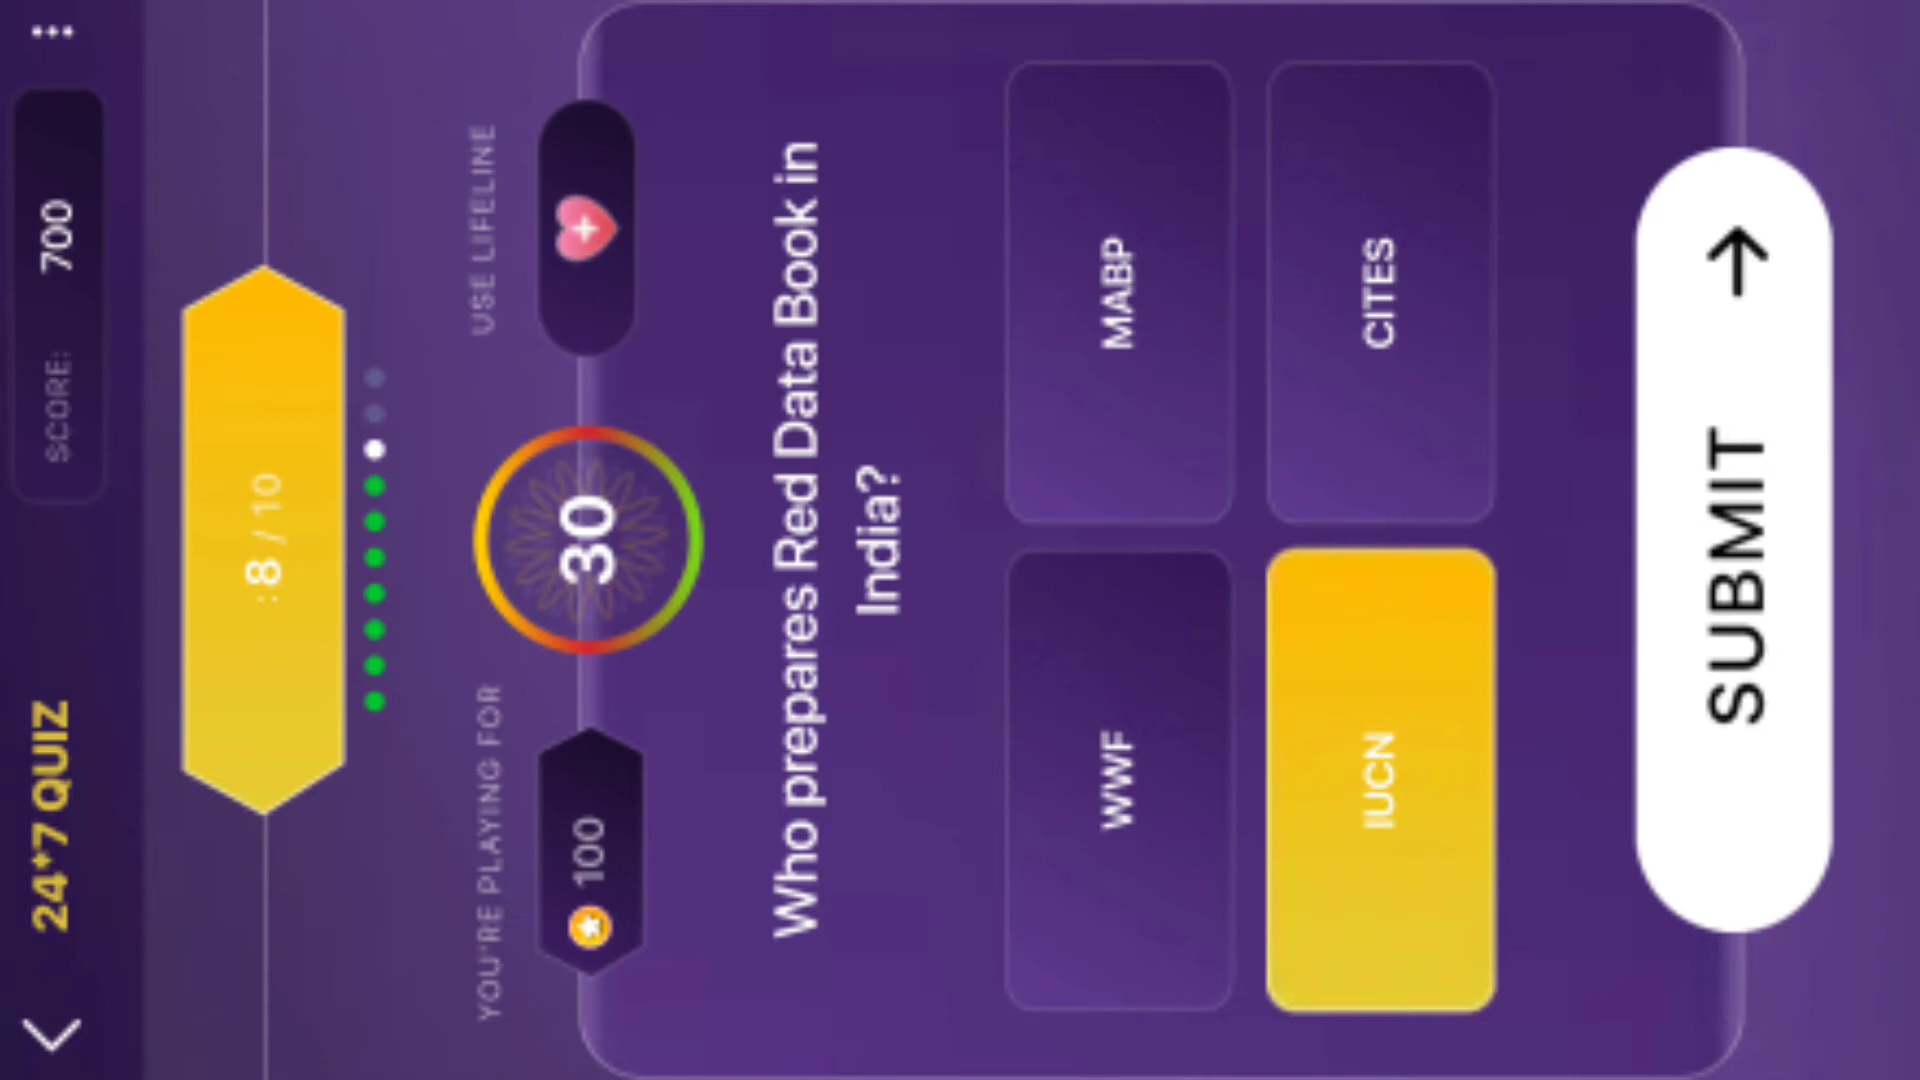 24*7 QUIZ
SCORE: 700
:8 / 10
YOU'RE PLAYING FOR
USE LIFELINE
100
30
Who prepares Red Data Book in
India?
WWF
MABP
IUCN
CITES
SUBMIT